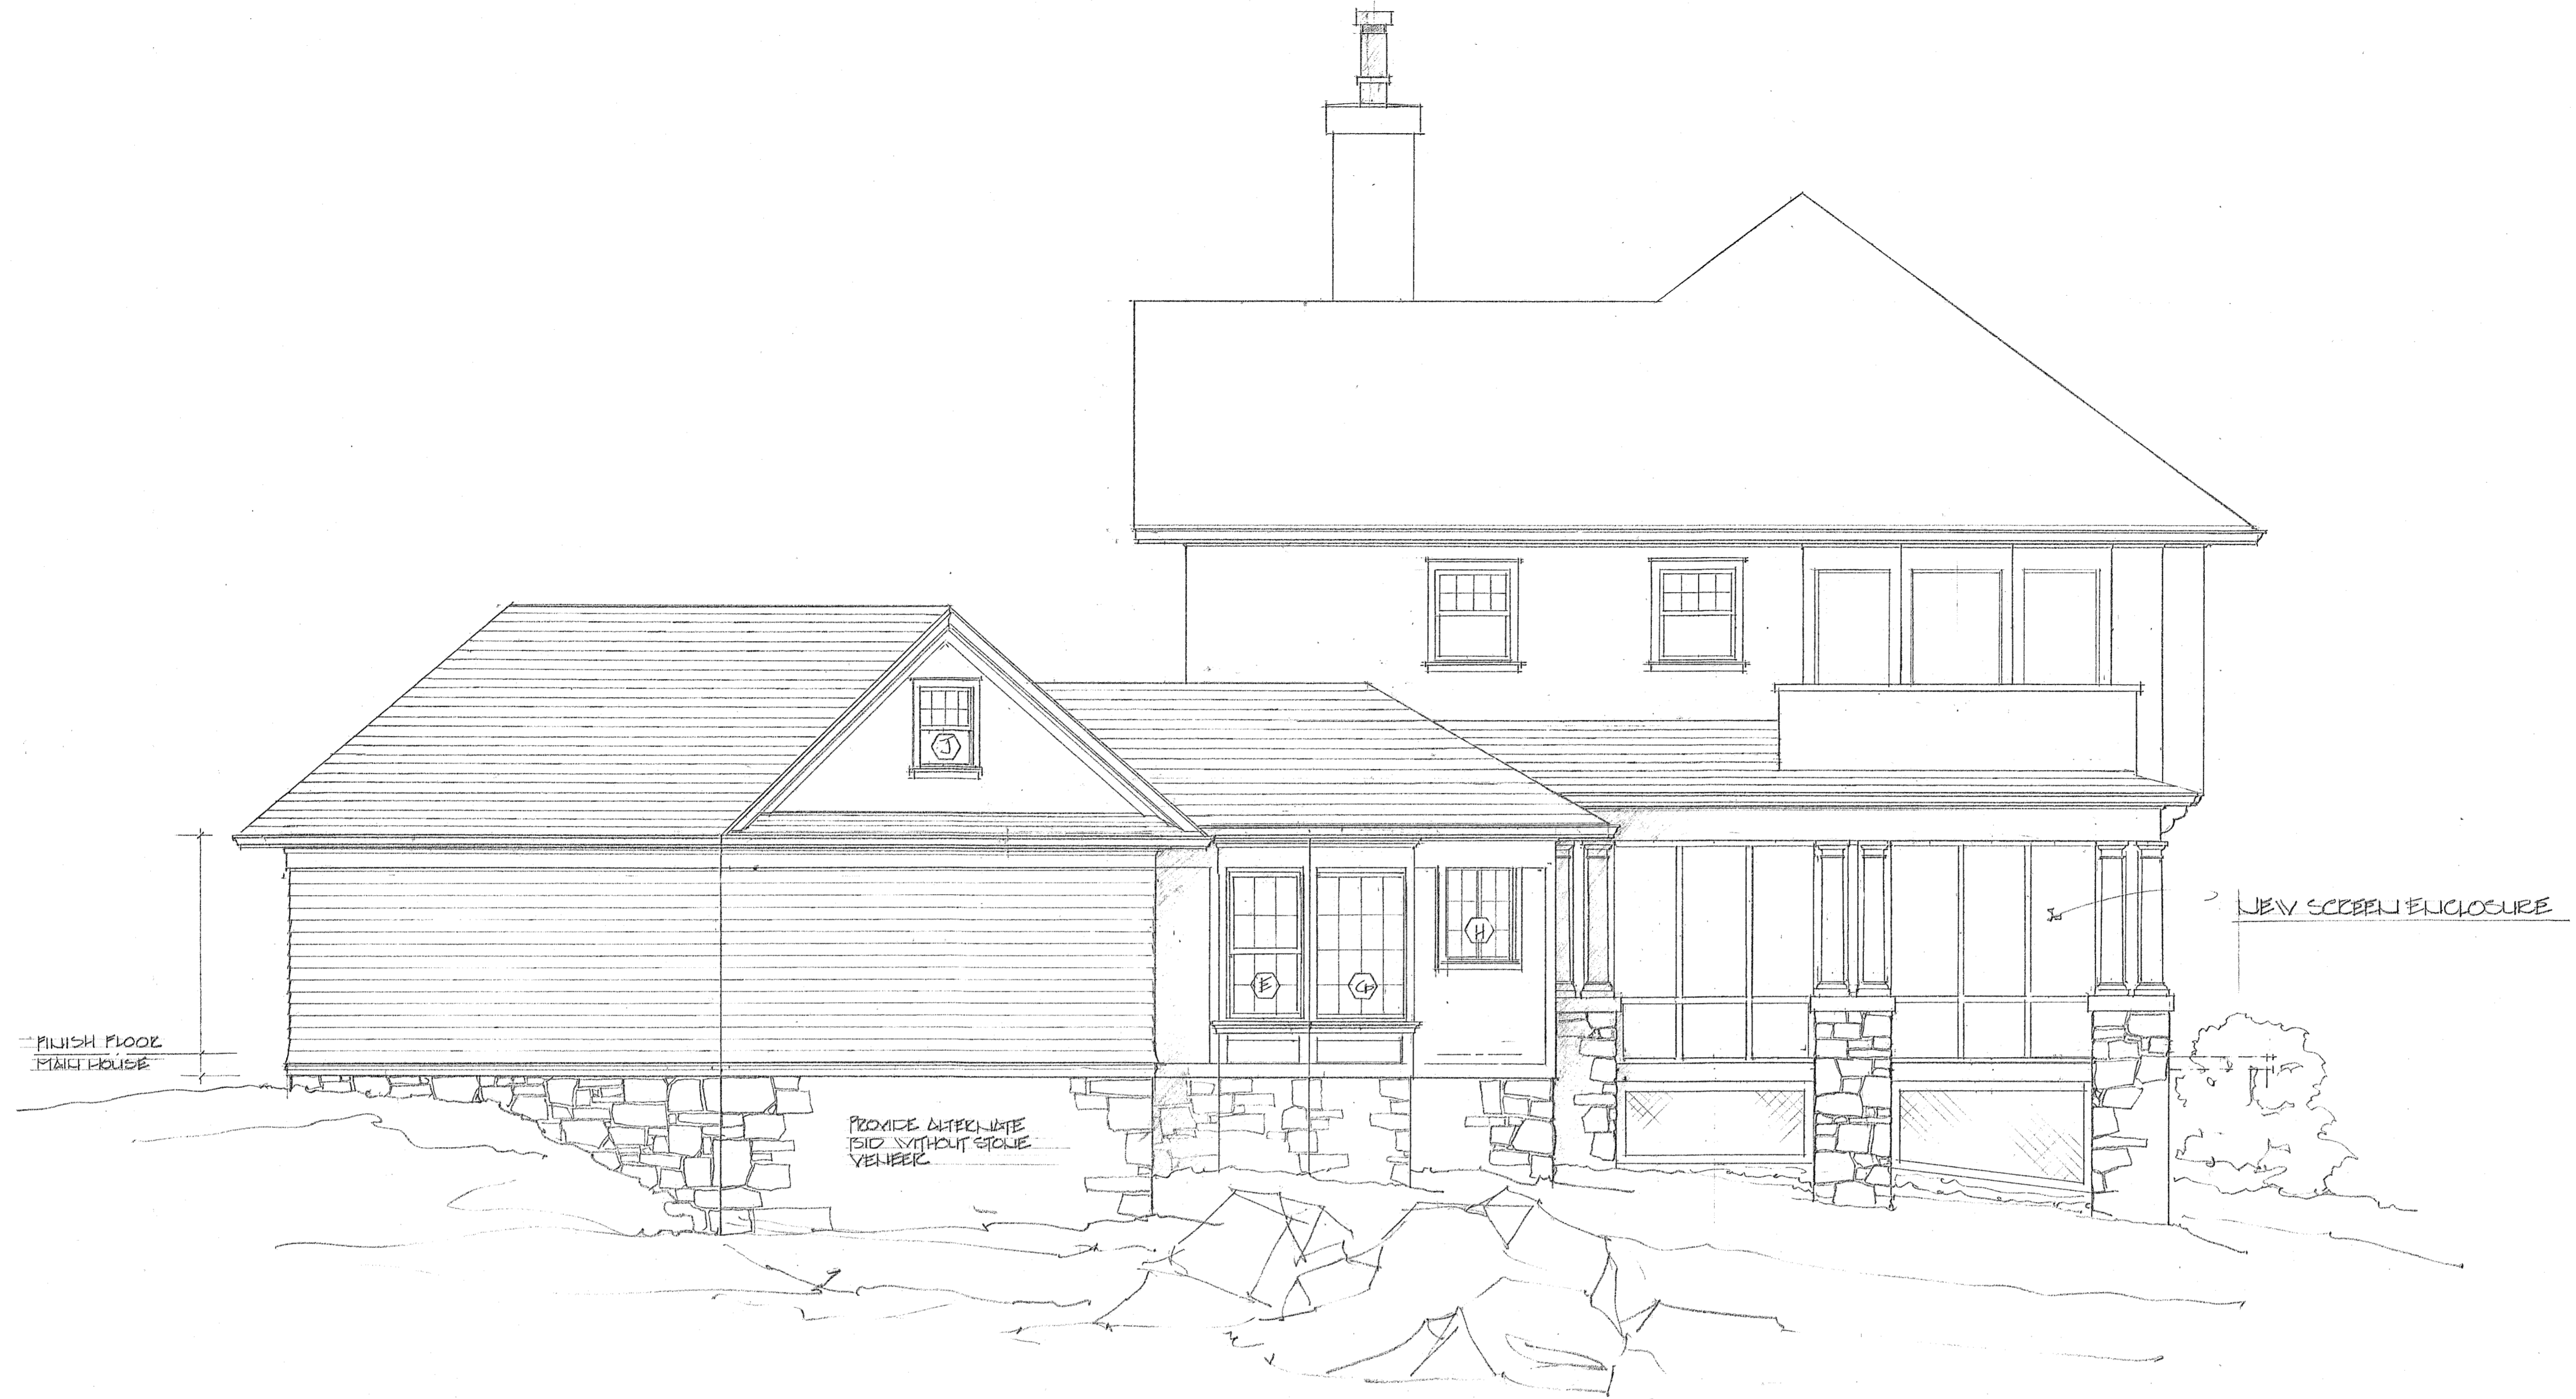 J
NEW SCREEN ENCLOSURE
H
E
FINISH FLOOR
MAIN HOUSE
PROVIDE ALTERNATE
BID WITHOUT STONE
VENEER